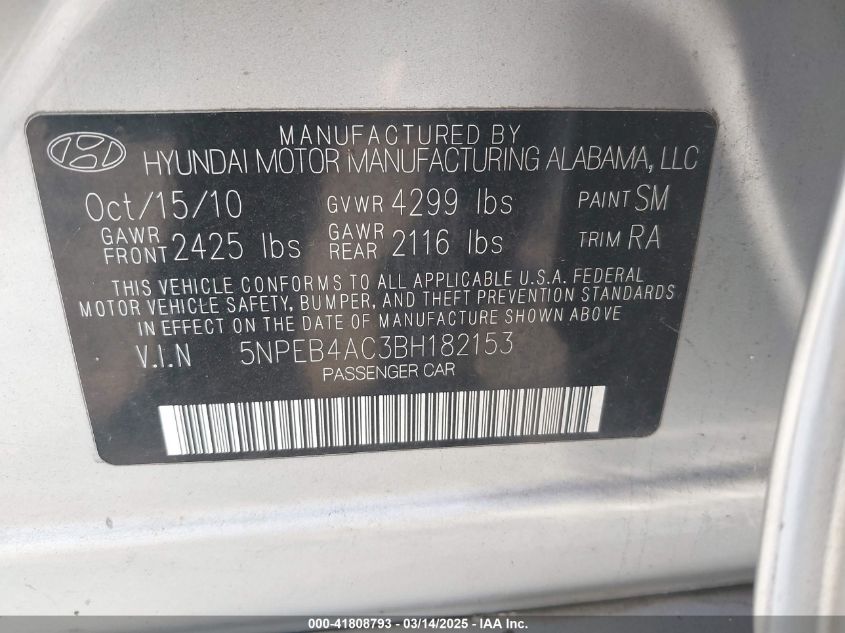 MANUFACTURED BY
HYUNDAI MOTOR MANUFACTURING ALABAMA, LLC
Oct/15/10 GVWR 4299 lbs PAINT SM
GAWR FRONT 2425 lbs GAWR REAR 2116 lbs TRIM RA
THIS VEHICLE CONFORMS TO ALL APPLICABLE U.S.A. FEDERAL
MOTOR VEHICLE SAFETY, BUMPER, AND THEFT PREVENTION STANDARDS
IN EFFECT ON THE DATE OF MANUFACTURE SHOWN ABOVE.
V.I.N 5NPEB4AC3BH182153
PASSENGER CAR
000-41808793 - 03/14/2025 - IAA Inc.